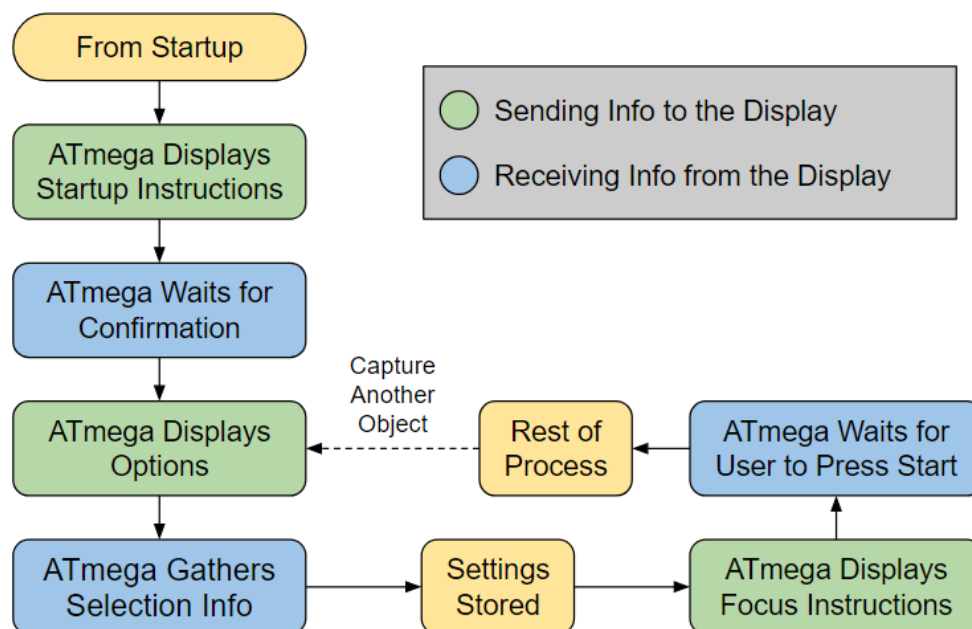 From Startup
Sending Info to the Display
Receiving Info from the Display
ATmega Displays
Startup Instructions
ATmega Waits for
Confirmation
ATmega Displays
Options
Capture
Another
Object
Rest of
Process
ATmega Waits for
User to Press Start
ATmega Gathers
Selection Info
Settings
Stored
ATmega Displays
Focus Instructions